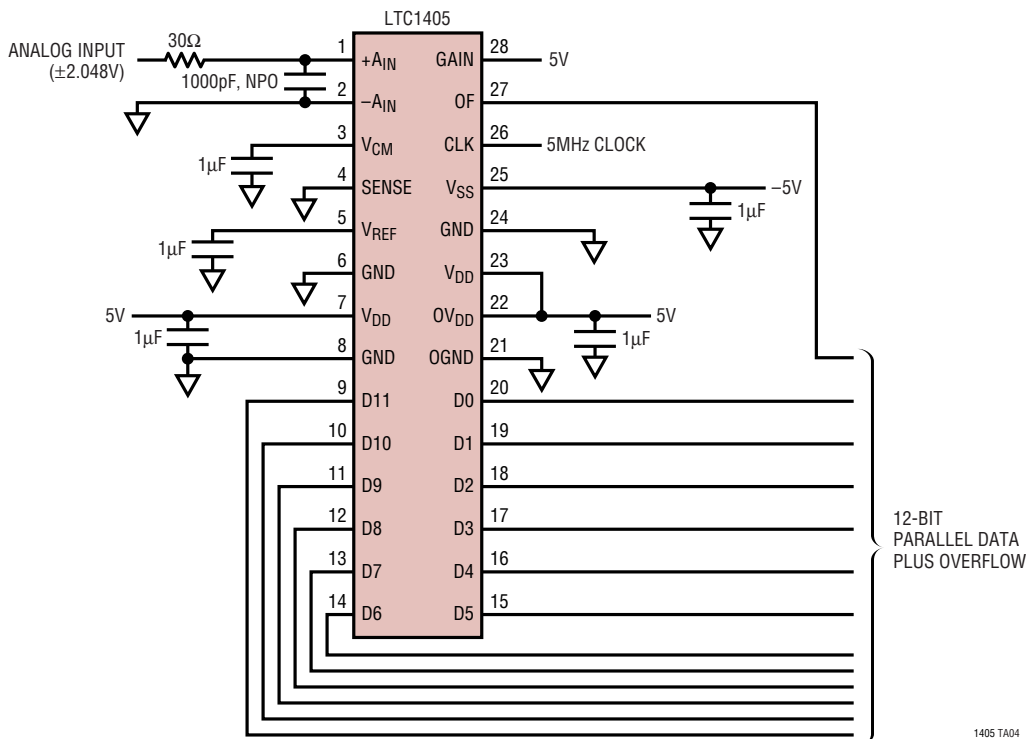 LTC1405
ANALOG INPUT
(±2.048V)
30Ω
1000pF, NPO
1 +AIN
2 –AIN
3 VCM
1µF
4 SENSE
5 VREF
1µF
6 GND
5V
7 VDD
1µF
8 GND
9 D11
10 D10
11 D9
12 D8
13 D7
14 D6
GAIN 28 5V
OF 27
CLK 26 5MHz CLOCK
VSS 25 –5V
1µF
GND 24
VDD 23
OVDD 22 5V
1µF
OGND 21
D0 20
D1 19
D2 18
D3 17
D4 16
D5 15
12-BIT
PARALLEL DATA
PLUS OVERFLOW
1405 TA04